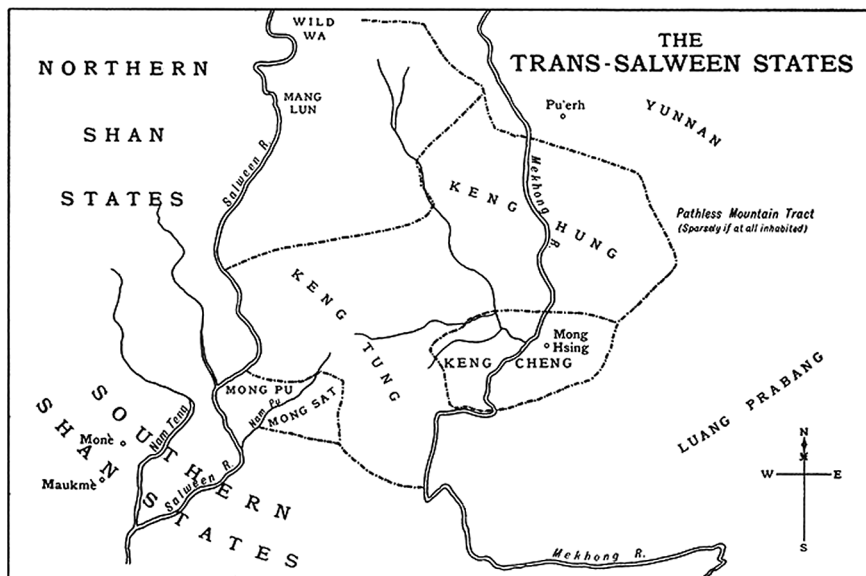 THE
TRANS-SALWEEN STATES
WILD
WA
NORTHERN
SHAN
STATES
MANG
LUN
Salween R.
Pu'erh
YUNNAN
Mekhong R.
KENG HUNG
Pathless Mountain Tract
(Sparsely if at all inhabited)
KENG TUNG
Mong
Hsing
KENG CHENG
MONG PU
Nam Pu
MONG SAT
LUANG PRABANG
SOUTHERN
SHAN STATES
Nam Teng
Monè
Maukmè
Salween R.
N
W
E
S
Mekhong R.